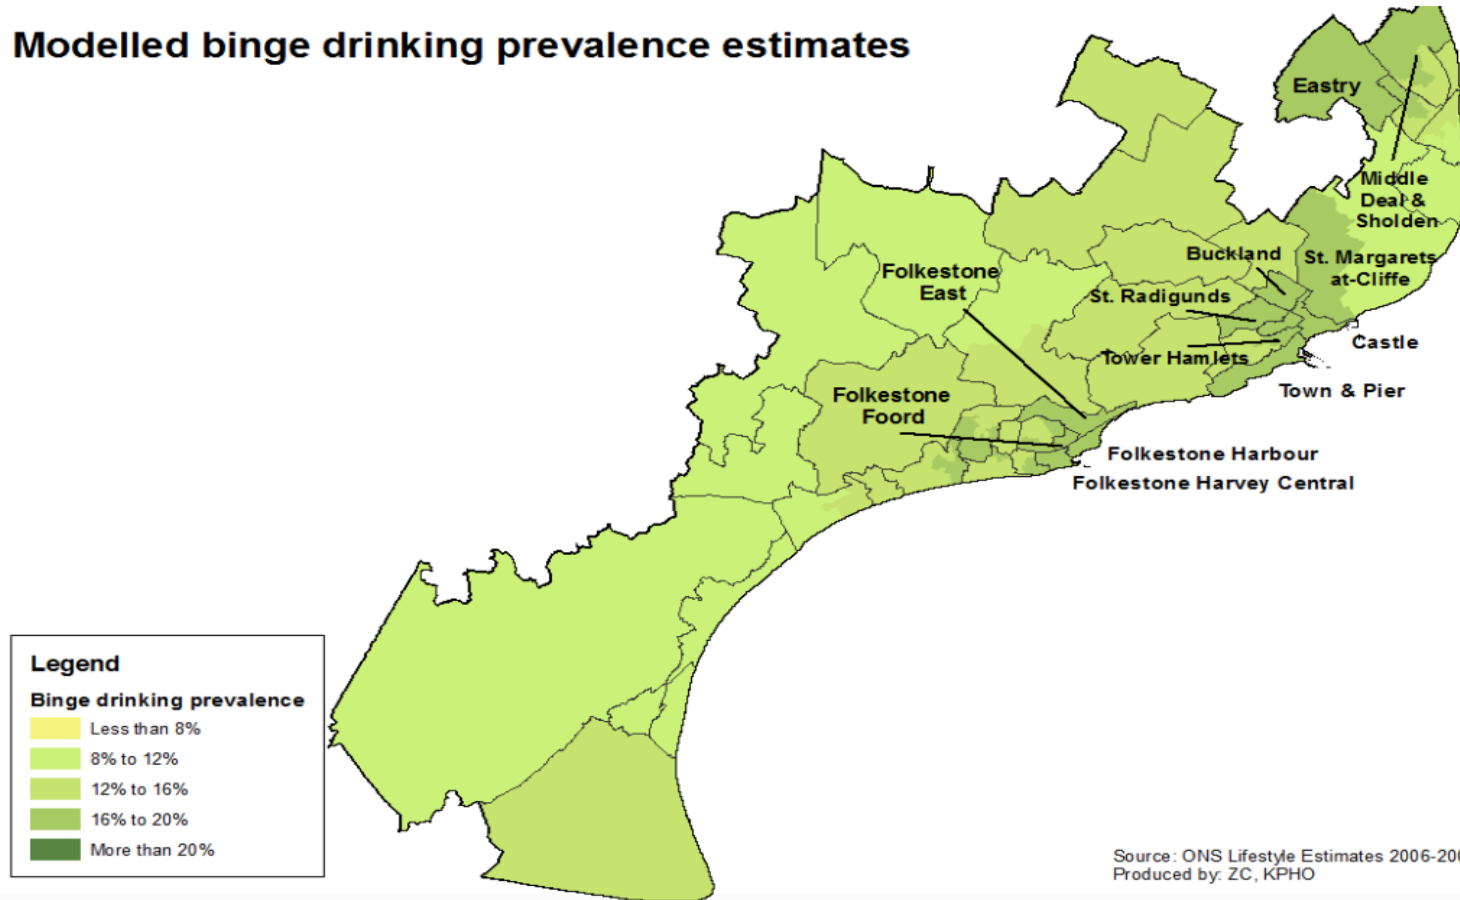 Modelled binge drinking prevalence estimates
Eastry
Middle
Deal &
Sholden
Buckland
St. Margarets
at-Cliffe
Folkestone
East
St. Radigunds
Castle
Tower Hamlets
Town & Pier
Folkestone
Foord
Folkestone Harbour
Folkestone Harvey Central
Legend
Binge drinking prevalence
Less than 8%
8% to 12%
12% to 16%
16% to 20%
More than 20%
Source: ONS Lifestyle Estimates
Produced by: ZC, KPHO